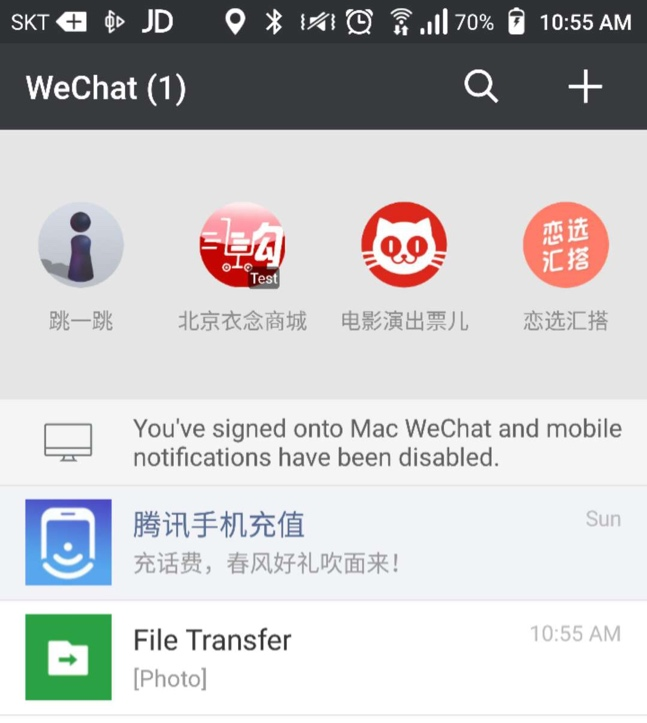 SKT JD 70% 10:55 AM
WeChat (1)
勾
Test
恋选
汇搭
跳一跳 北京衣念商城 电影演出票儿 恋选汇搭
You've signed onto Mac WeChat and mobile
notifications have been disabled.
腾讯手机充值 Sun
充话费，春风好礼吹面来！
File Transfer 10:55 AM
[Photo]